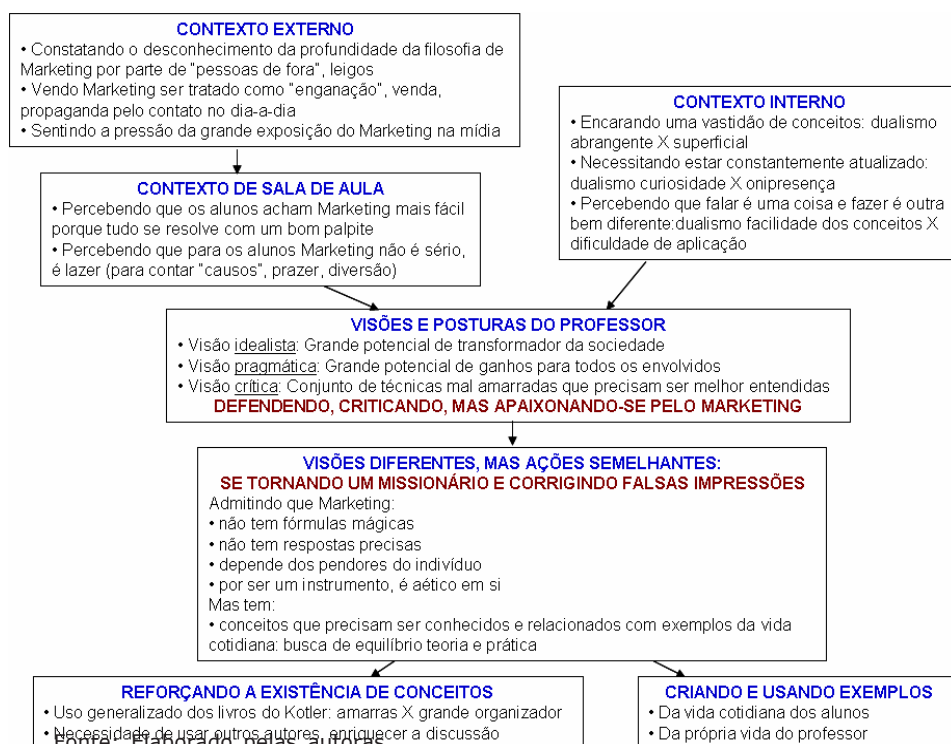 CONTEXTO EXTERNO
• Constatando o desconhecimento da profundidade da filosofia de
Marketing por parte de "pessoas de fora", leigos
• Vendo Marketing ser tratado como "enganação", venda,
propaganda pelo contato no dia-a-dia
• Sentindo a pressão da grande exposição do Marketing na mídia
CONTEXTO INTERNO
• Encarando uma vastidão de conceitos: dualismo
abrangente X superficial
• Necessitando estar constantemente atualizado:
dualismo curiosidade X onipresença
• Percebendo que falar é uma coisa e fazer é outra
bem diferente:dualismo facilidade dos conceitos X
dificuldade de aplicação
CONTEXTO DE SALA DE AULA
• Percebendo que os alunos acham Marketing mais fácil
porque tudo se resolve com um bom palpite
• Percebendo que para os alunos Marketing não é sério,
é lazer (para contar "causos", prazer, diversão)
VISÕES E POSTURAS DO PROFESSOR
• Visão idealista: Grande potencial de transformador da sociedade
• Visão pragmática: Grande potencial de ganhos para todos os envolvidos
• Visão crítica: Conjunto de técnicas mal amarradas que precisam ser melhor entendidas
DEFENDENDO, CRITICANDO, MAS APAIXONANDO-SE PELO MARKETING
VISÕES DIFERENTES, MAS AÇÕES SEMELHANTES:
SE TORNANDO UM MISSIONÁRIO E CORRIGINDO FALSAS IMPRESSÕES
Admitindo que Marketing:
• não tem fórmulas mágicas
• não tem respostas precisas
• depende dos pendores do indivíduo
• por ser um instrumento, é aético em si
Mas tem:
• conceitos que precisam ser conhecidos e relacionados com exemplos da vida
cotidiana: busca de equilíbrio teoria e prática
REFORÇANDO A EXISTÊNCIA DE CONCEITOS
• Uso generalizado dos livros do Kotler: amarras X grande organizador
• Necessidade de usar outros autores, enriquecer a discussão
CRIANDO E USANDO EXEMPLOS
• Da vida cotidiana dos alunos
• Da própria vida do professor
Fonte: Elaborado pelas autoras